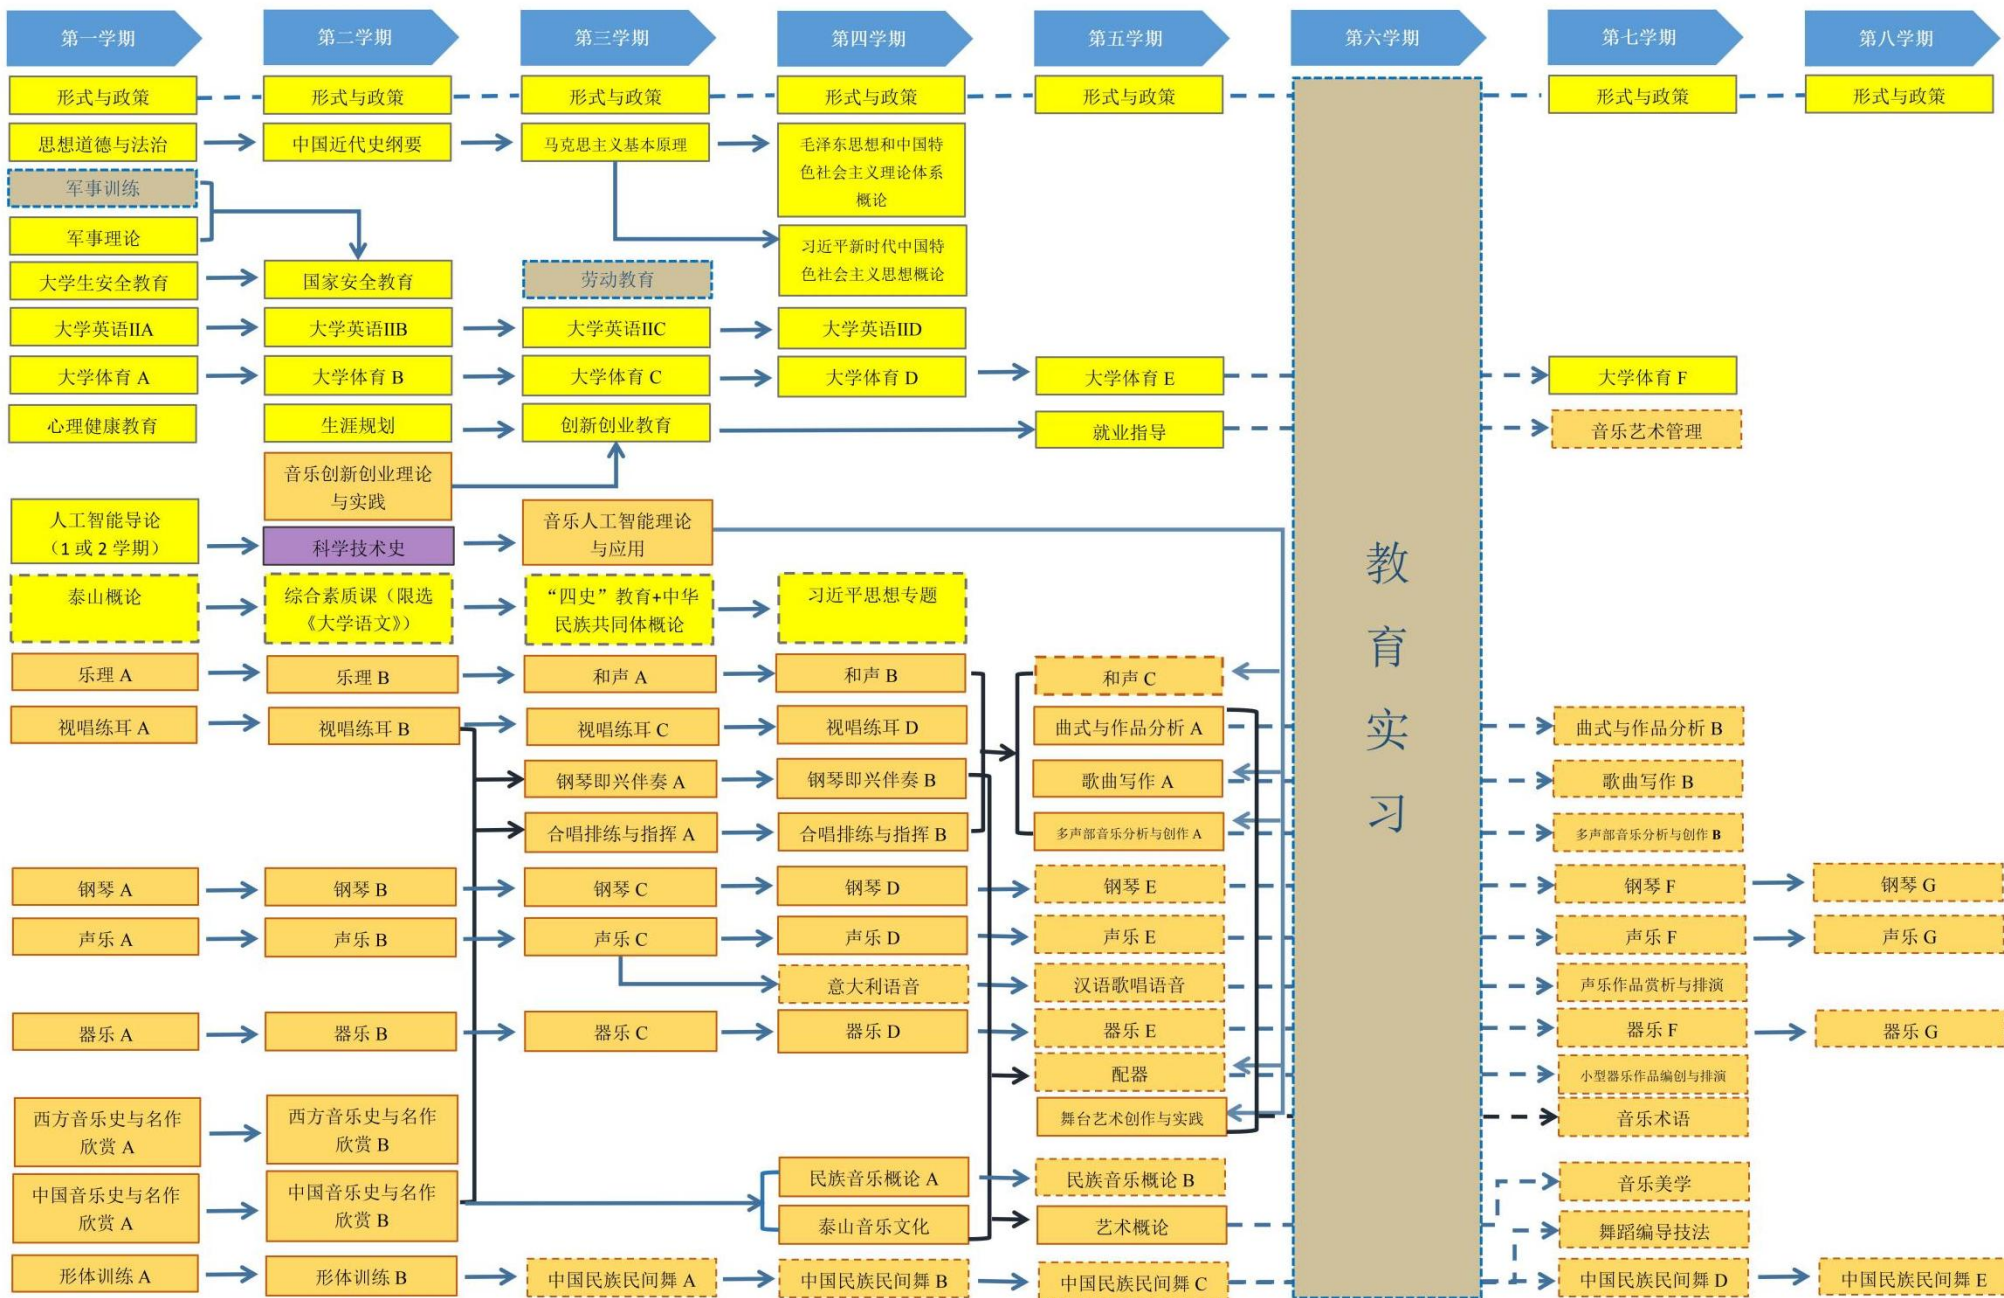 第一学期
第二学期
第三学期
第四学期
第五学期
第六学期
第七学期
第八学期
形式与政策
形式与政策
形式与政策
形式与政策
形式与政策
形式与政策
形式与政策
思想道德与法治
中国近代史纲要
马克思主义基本原理
毛泽东思想和中国特
色社会主义理论体系
概论
军事训练
军事理论
习近平新时代中国特
色社会主义思想概论
大学生安全教育
国家安全教育
劳动教育
大学英语IIA
大学英语IIB
大学英语IIC
大学英语IID
大学体育 A
大学体育 B
大学体育 C
大学体育 D
大学体育 E
大学体育 F
心理健康教育
生涯规划
创新创业教育
就业指导
音乐艺术管理
音乐创新创业理论
与实践
人工智能导论
（1 或 2 学期）
科学技术史
音乐人工智能理论
与应用
教
育
实
习
泰山概论
综合素质课（限选
《大学语文》）
“四史”教育+中华
民族共同体概论
习近平思想专题
乐理 A
乐理 B
和声 A
和声 B
和声 C
视唱练耳 A
视唱练耳 B
视唱练耳 C
视唱练耳 D
曲式与作品分析 A
曲式与作品分析 B
钢琴即兴伴奏 A
钢琴即兴伴奏 B
歌曲写作 A
歌曲写作 B
合唱排练与指挥 A
合唱排练与指挥 B
多声部音乐分析与创作 A
多声部音乐分析与创作 B
钢琴 A
钢琴 B
钢琴 C
钢琴 D
钢琴 E
钢琴 F
钢琴 G
声乐 A
声乐 B
声乐 C
声乐 D
声乐 E
声乐 F
声乐 G
意大利语音
汉语歌唱语音
声乐作品赏析与排演
器乐 A
器乐 B
器乐 C
器乐 D
器乐 E
器乐 F
器乐 G
配器
小型器乐作品编创与排演
西方音乐史与名作
欣赏 A
西方音乐史与名作
欣赏 B
舞台艺术创作与实践
音乐术语
中国音乐史与名作
欣赏 A
中国音乐史与名作
欣赏 B
民族音乐概论 A
民族音乐概论 B
音乐美学
泰山音乐文化
艺术概论
舞蹈编导技法
形体训练 A
形体训练 B
中国民族民间舞 A
中国民族民间舞 B
中国民族民间舞 C
中国民族民间舞 D
中国民族民间舞 E